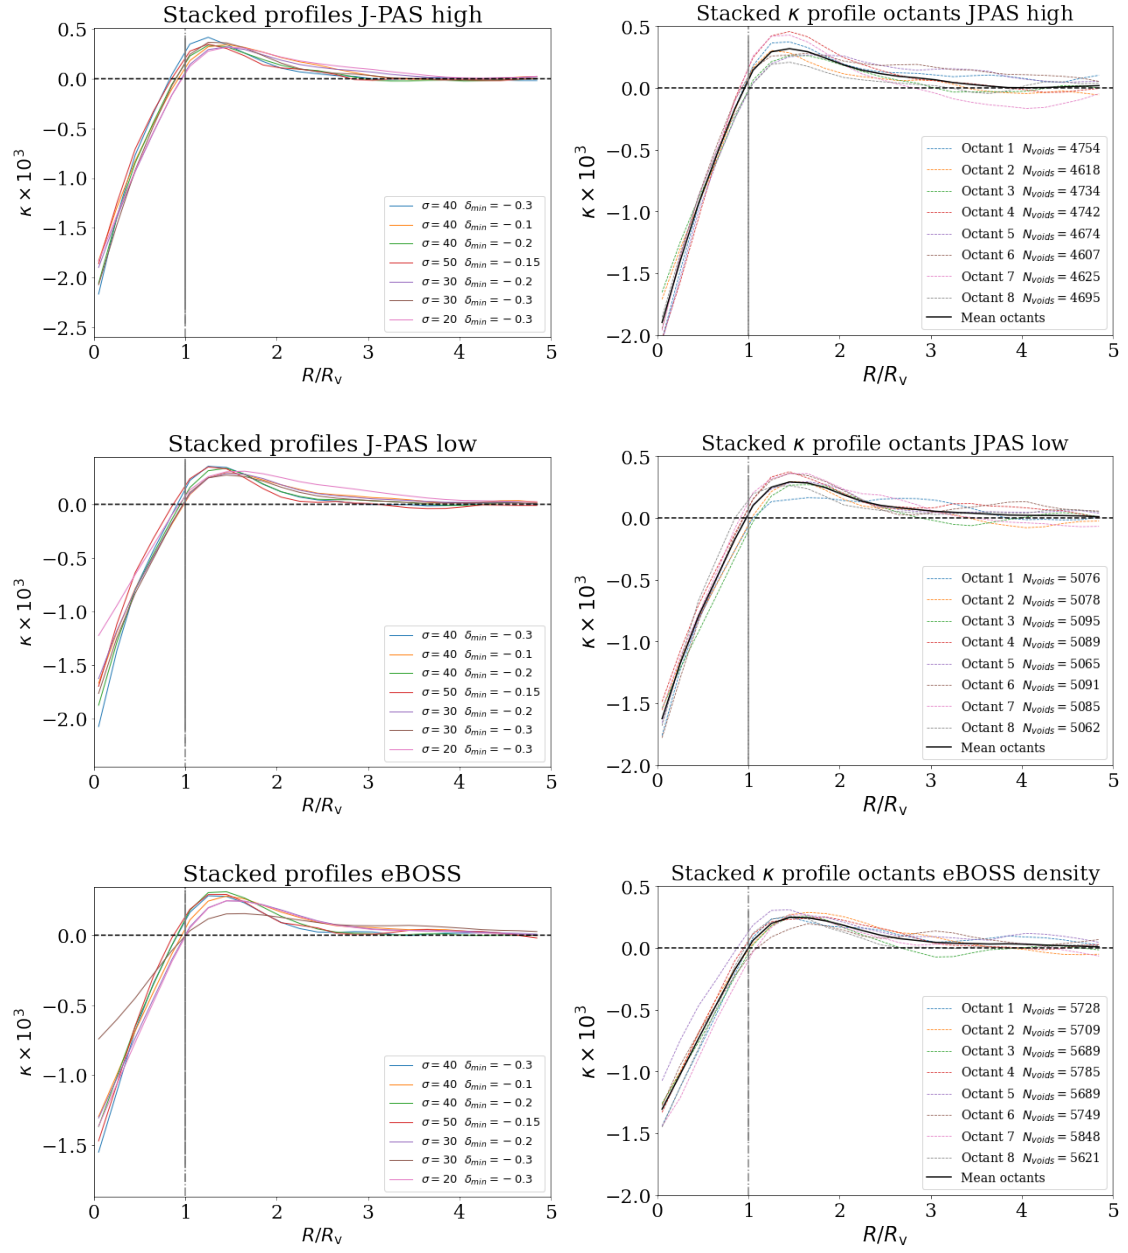 Stacked profiles J-PAS high
0.5
0.0
−0.5
−1.0
−1.5
−2.0
−2.5
κ × 10³
σ = 40 δmin = −0.3
σ = 40 δmin = −0.1
σ = 40 δmin = −0.2
σ = 50 δmin = −0.15
σ = 30 δmin = −0.2
σ = 30 δmin = −0.3
σ = 20 δmin = −0.3
0 1 2 3 4 5
R/Rv
Stacked κ profile octants JPAS high
0.5
0.0
−0.5
−1.0
−1.5
−2.0
κ × 10³
Octant 1 Nvoids = 4754
Octant 2 Nvoids = 4618
Octant 3 Nvoids = 4734
Octant 4 Nvoids = 4742
Octant 5 Nvoids = 4674
Octant 6 Nvoids = 4607
Octant 7 Nvoids = 4625
Octant 8 Nvoids = 4695
Mean octants
0 1 2 3 4 5
R/Rv
Stacked profiles J-PAS low
0.0
−0.5
−1.0
−1.5
−2.0
κ × 10³
σ = 40 δmin = −0.3
σ = 40 δmin = −0.1
σ = 40 δmin = −0.2
σ = 50 δmin = −0.15
σ = 30 δmin = −0.2
σ = 30 δmin = −0.3
σ = 20 δmin = −0.3
0 1 2 3 4 5
R/Rv
Stacked κ profile octants JPAS low
0.5
0.0
−0.5
−1.0
−1.5
−2.0
κ × 10³
Octant 1 Nvoids = 5076
Octant 2 Nvoids = 5078
Octant 3 Nvoids = 5095
Octant 4 Nvoids = 5089
Octant 5 Nvoids = 5065
Octant 6 Nvoids = 5091
Octant 7 Nvoids = 5085
Octant 8 Nvoids = 5062
Mean octants
0 1 2 3 4 5
R/Rv
Stacked profiles eBOSS
0.0
−0.5
−1.0
−1.5
κ × 10³
σ = 40 δmin = −0.3
σ = 40 δmin = −0.1
σ = 40 δmin = −0.2
σ = 50 δmin = −0.15
σ = 30 δmin = −0.2
σ = 30 δmin = −0.3
σ = 20 δmin = −0.3
0 1 2 3 4 5
R/Rv
Stacked κ profile octants eBOSS density
0.5
0.0
−0.5
−1.0
−1.5
−2.0
κ × 10³
Octant 1 Nvoids = 5728
Octant 2 Nvoids = 5709
Octant 3 Nvoids = 5689
Octant 4 Nvoids = 5785
Octant 5 Nvoids = 5689
Octant 6 Nvoids = 5749
Octant 7 Nvoids = 5848
Octant 8 Nvoids = 5621
Mean octants
0 1 2 3 4 5
R/Rv